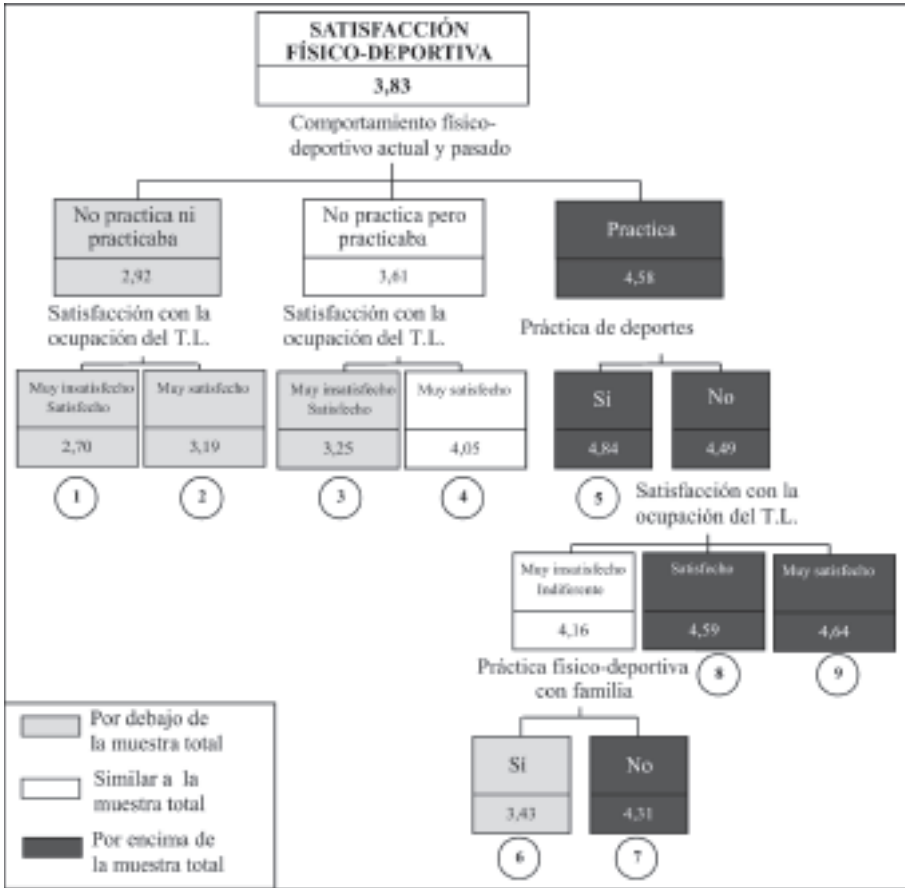 SATISFACCIÓN
FÍSICO-DEPORTIVA
3,83
Comportamiento físico-
deportivo actual y pasado
No practica ni
practicaba
2,92
No practica pero
practicaba
3,61
Practica
4,58
Satisfacción con la
ocupación del T.L.
Satisfacción con la
ocupación del T.L.
Práctica de deportes
Muy insatisfecho
Satisfecho
2,70
Muy satisfecho
3,19
Muy insatisfecho
Satisfecho
3,25
Muy satisfecho
4,05
Sí
4,84
No
4,49
1
2
3
4
5
Satisfacción con la
ocupación del T.L.
Muy insatisfecho
Indiferente
4,16
Satisfecho
4,59
Muy satisfecho
4,64
8
9
Práctica físico-deportiva
con familia
Sí
3,43
No
4,31
6
7
Por debajo de
la muestra total
Similar a la
muestra total
Por encima de
la muestra total